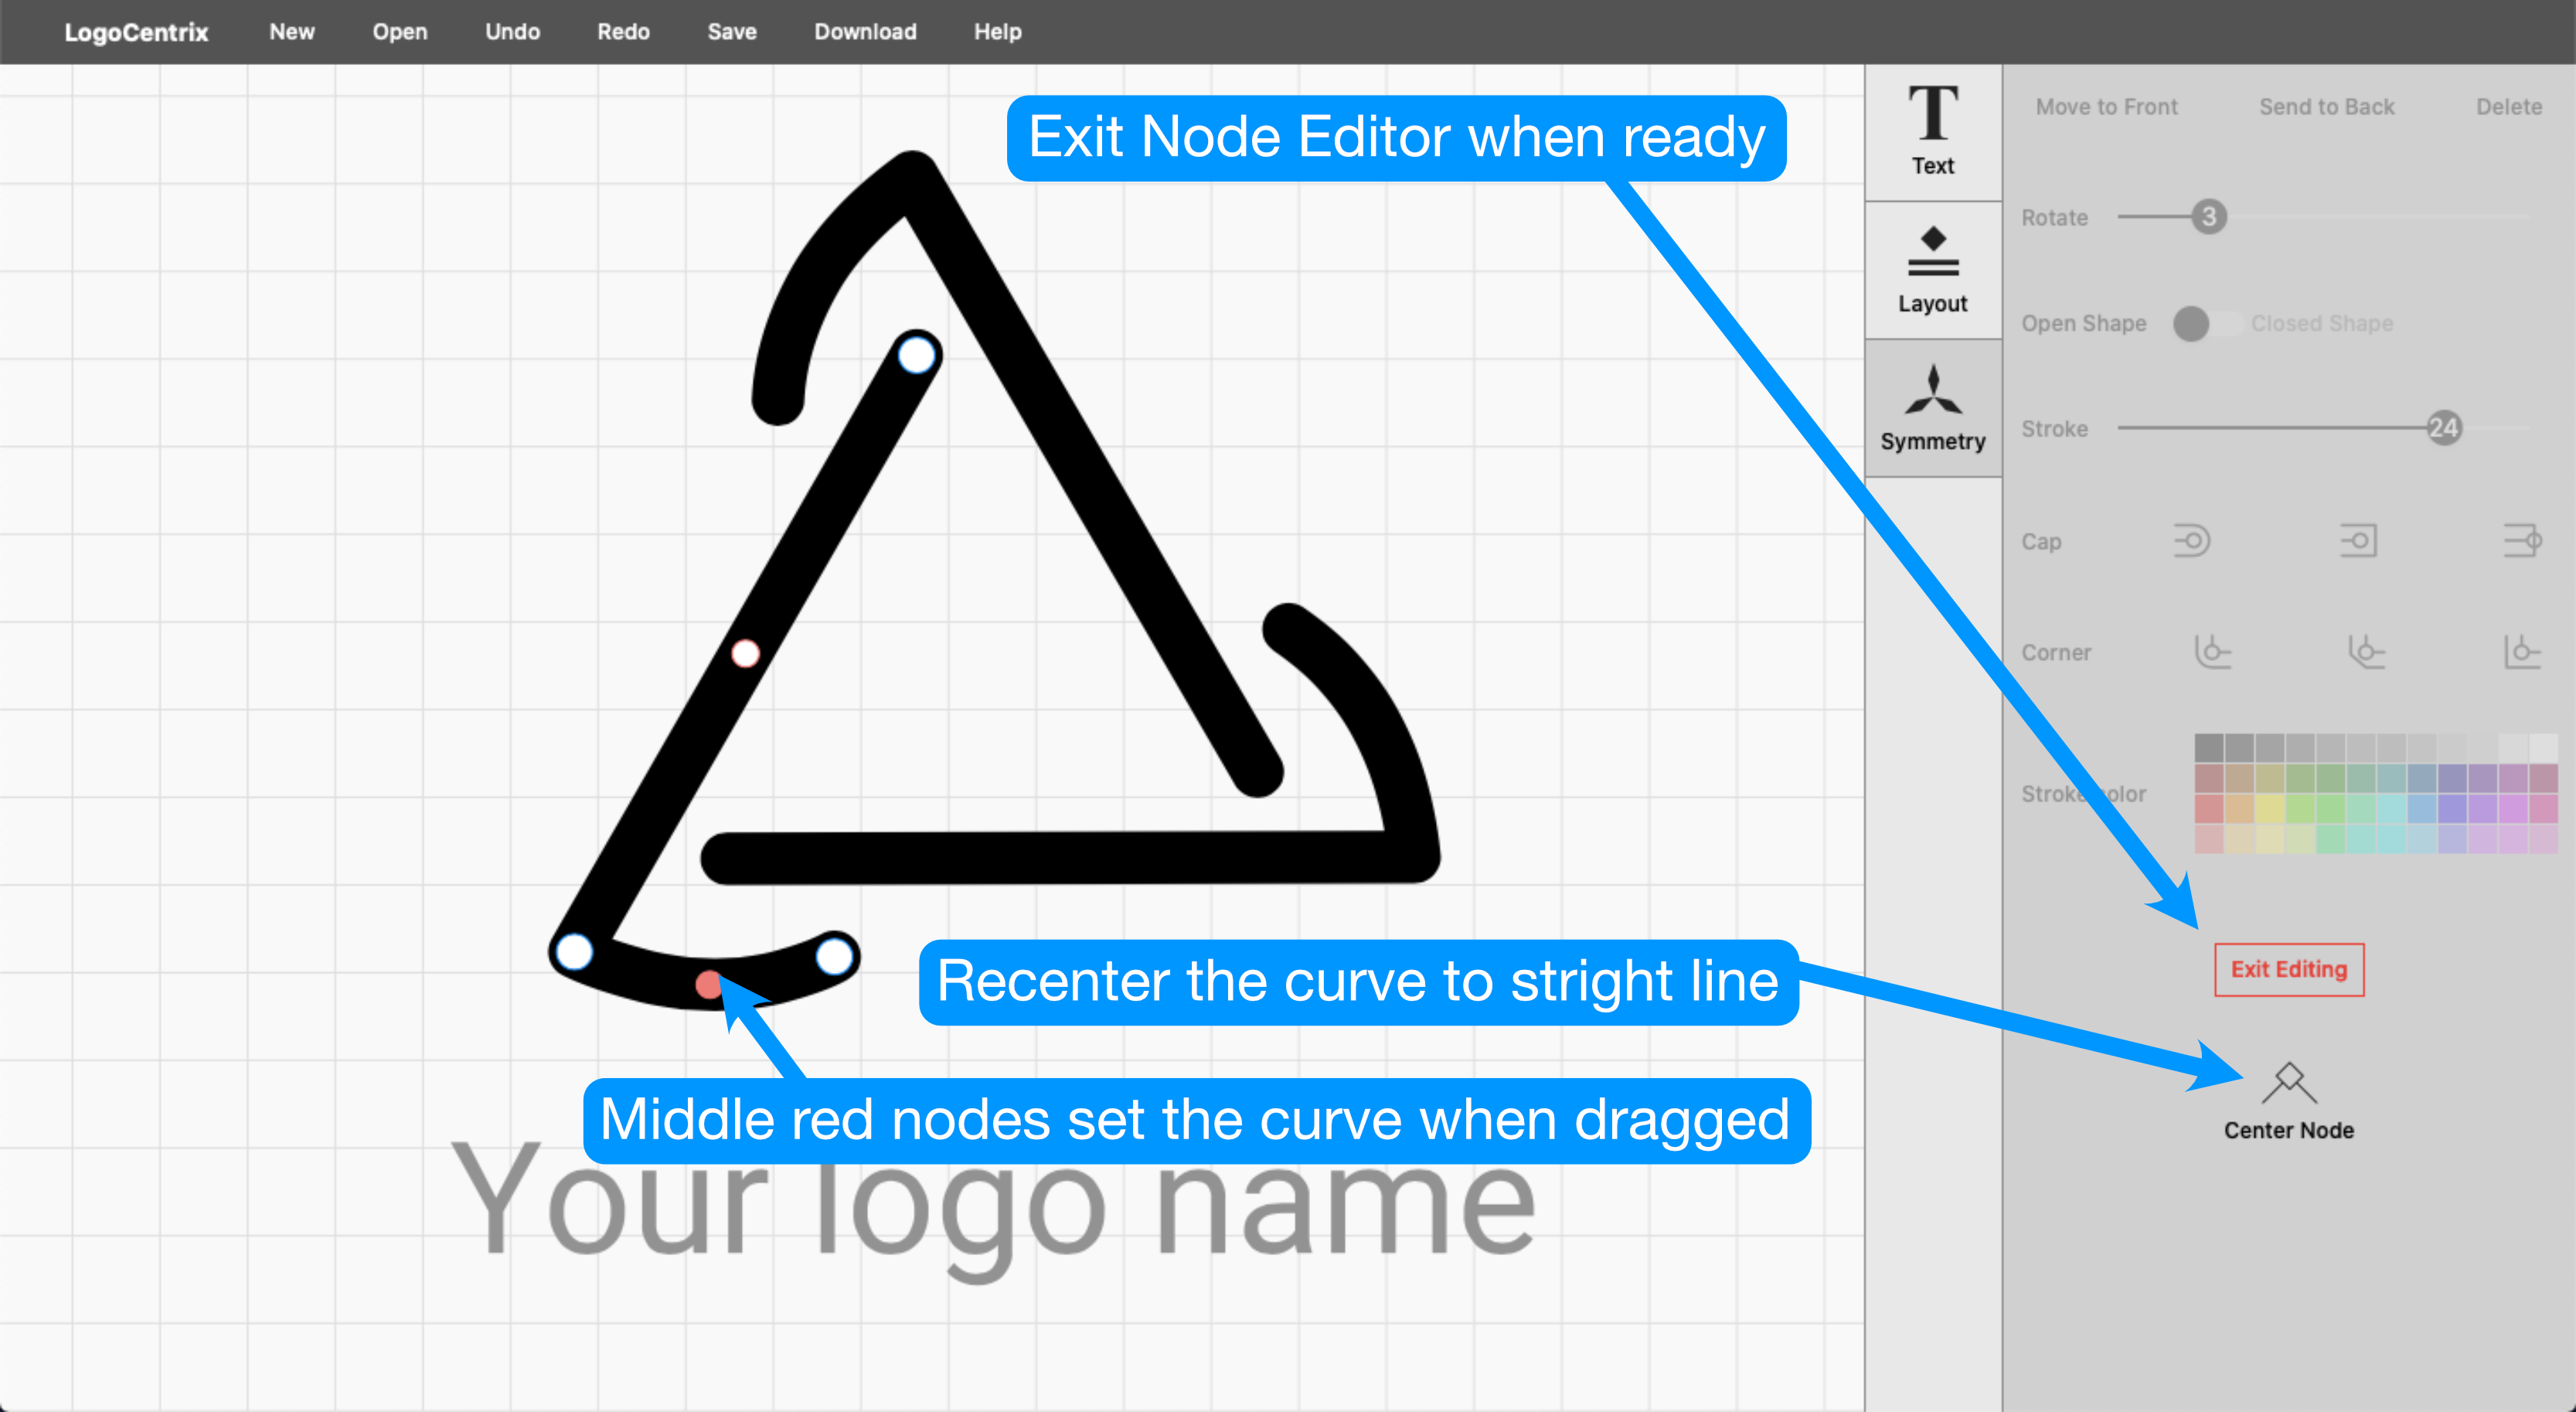 LogoCentrix New Open Undo Redo Save Download Help
Exit Node Editor when ready
Text
Layout
Symmetry
Move to Front Send to Back Delete
Rotate 3
Open Shape Closed Shape
Stroke 24
Cap
Corner
Stroke color
Exit Editing
Recenter the curve to stright line
Center Node
Middle red nodes set the curve when dragged
Your logo name